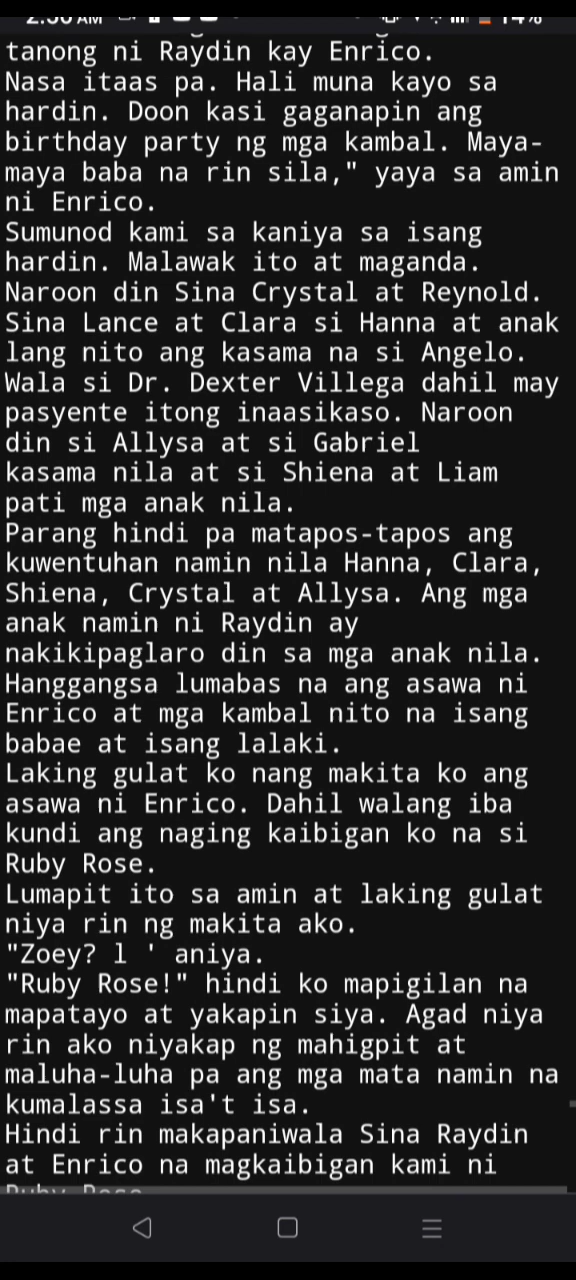 tanong ni Raydin kay Enrico.
Nasa itaas pa. Hali muna kayo sa
hardin. Doon kasi gaganapin ang
birthday party ng mga kambal. Maya-
maya baba na rin sila," yaya sa amin
ni Enrico.
Sumunod kami sa kaniya sa isang
hardin. Malawak ito at maganda.
Naroon din Sina Crystal at Reynold.
Sina Lance at Clara si Hanna at anak
lang nito ang kasama na si Angelo.
Wala si Dr. Dexter Villega dahil may
pasyente itong inaasikaso. Naroon
din si Allysa at si Gabriel
kasama nila at si Shiena at Liam
pati mga anak nila.
Parang hindi pa matapos-tapos ang
kuwentuhan namin nila Hanna, Clara,
Shiena, Crystal at Allysa. Ang mga
anak namin ni Raydin ay
nakikipaglaro din sa mga anak nila.
Hanggangsa lumabas na ang asawa ni
Enrico at mga kambal nito na isang
babae at isang lalaki.
Laking gulat ko nang makita ko ang
asawa ni Enrico. Dahil walang iba
kundi ang naging kaibigan ko na si
Ruby Rose.
Lumapit ito sa amin at laking gulat
niya rin ng makita ako.
"Zoey? l ' aniya.
"Ruby Rose!" hindi ko mapigilan na
mapatayo at yakapin siya. Agad niya
rin ako niyakap ng mahigpit at
maluha-luha pa ang mga mata namin na
kumalassa isa't isa.
Hindi rin makapaniwala Sina Raydin
at Enrico na magkaibigan kami ni